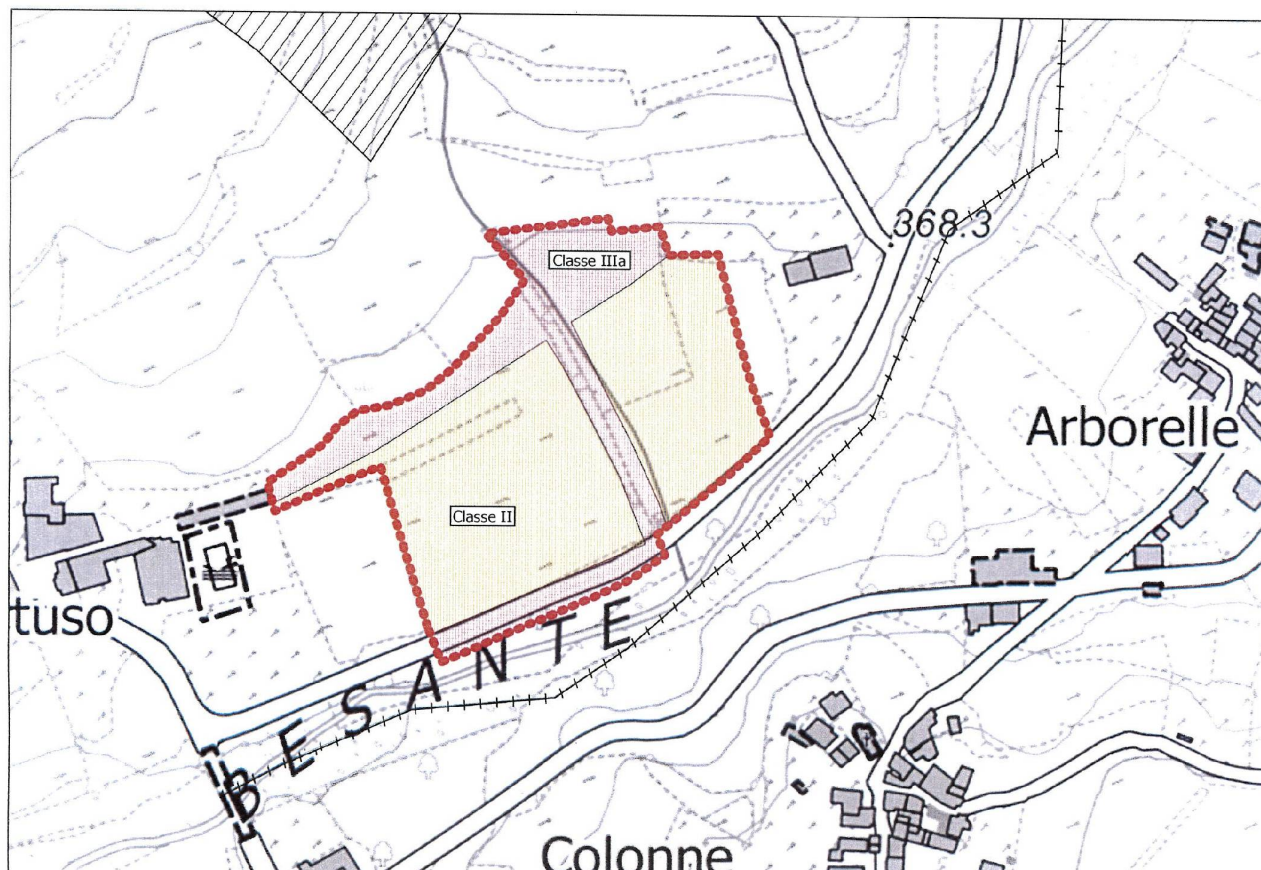 368.3
Classe IIIa
Arborelle
Classe II
tuso
BESANTE
Colonne